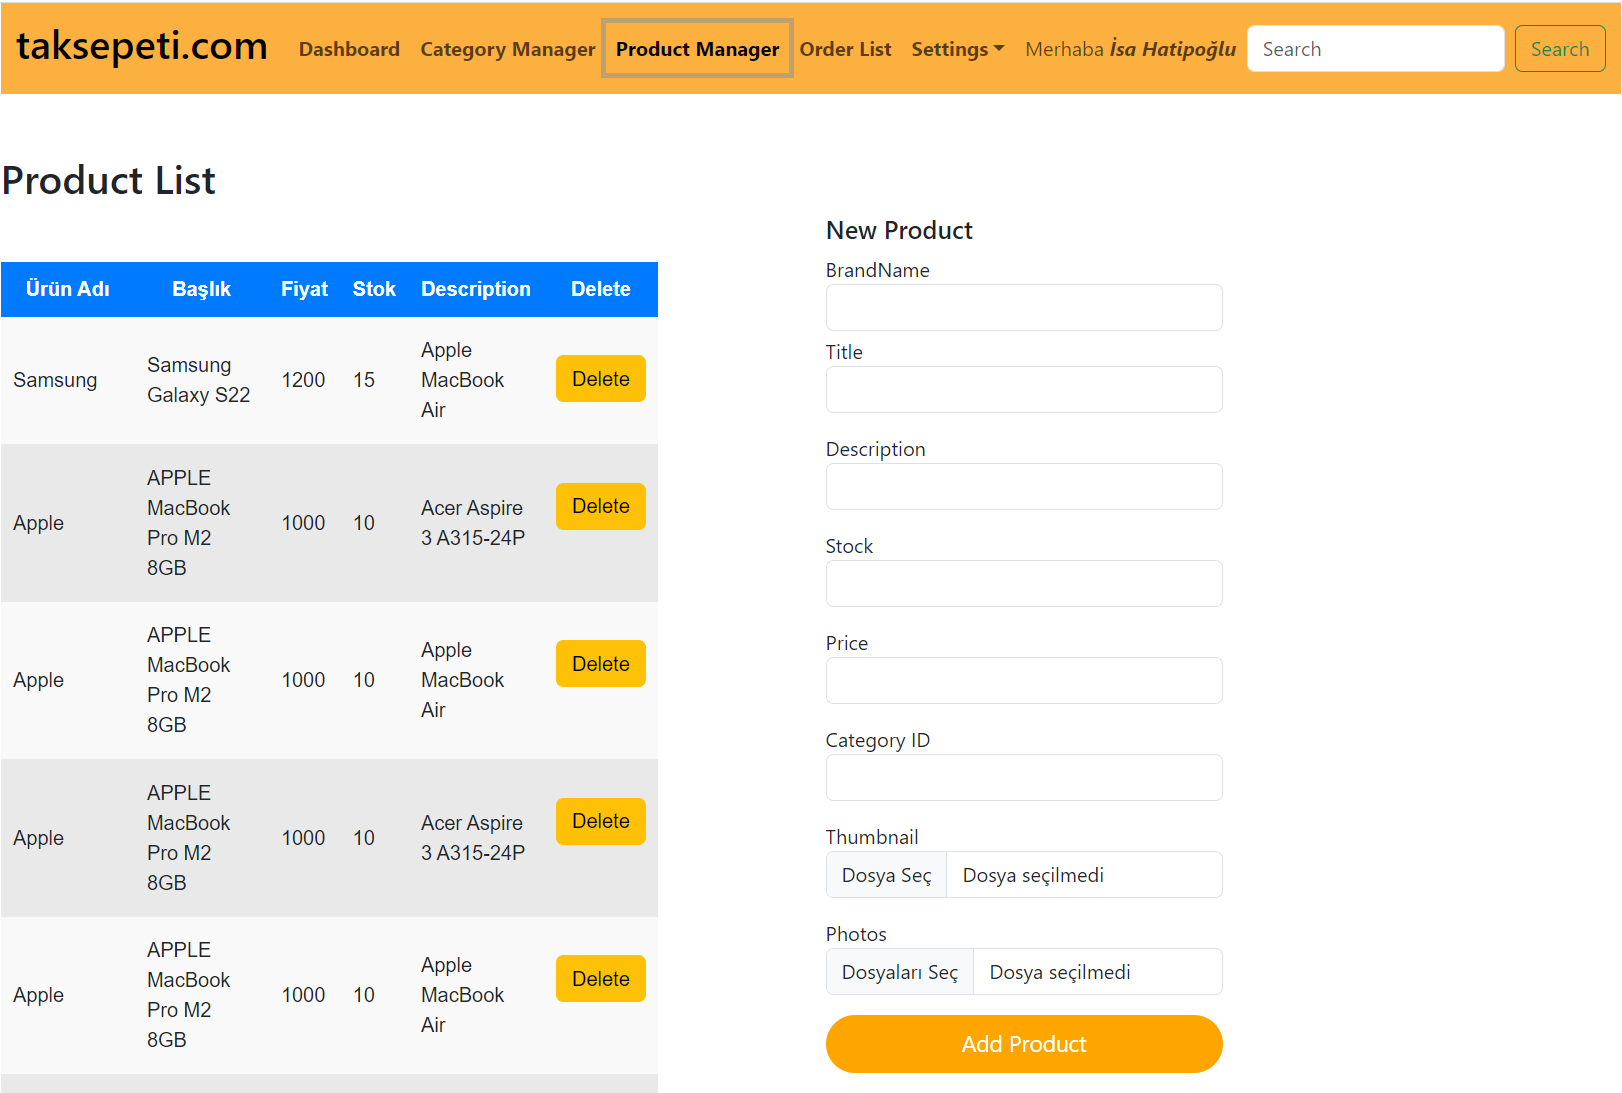 taksepeti.com Dashboard Category Manager Product Manager Order List Settings Merhaba İsa Hatipoğlu Search Search
Product List
Ürün Adı Başlık Fiyat Stok Description Delete
Samsung
Samsung
Galaxy S22
1200
15
Apple
MacBook
Air
Delete
Apple
APPLE
MacBook
Pro M2
8GB
1000
10
Acer Aspire
3 A315-24P
Delete
Apple
APPLE
MacBook
Pro M2
8GB
1000
10
Apple
MacBook
Air
Delete
Apple
APPLE
MacBook
Pro M2
8GB
1000
10
Acer Aspire
3 A315-24P
Delete
Apple
APPLE
MacBook
Pro M2
8GB
1000
10
Apple
MacBook
Air
Delete
New Product
BrandName
Title
Description
Stock
Price
Category ID
Thumbnail
Dosya Seç Dosya seçilmedi
Photos
Dosyaları Seç Dosya seçilmedi
Add Product